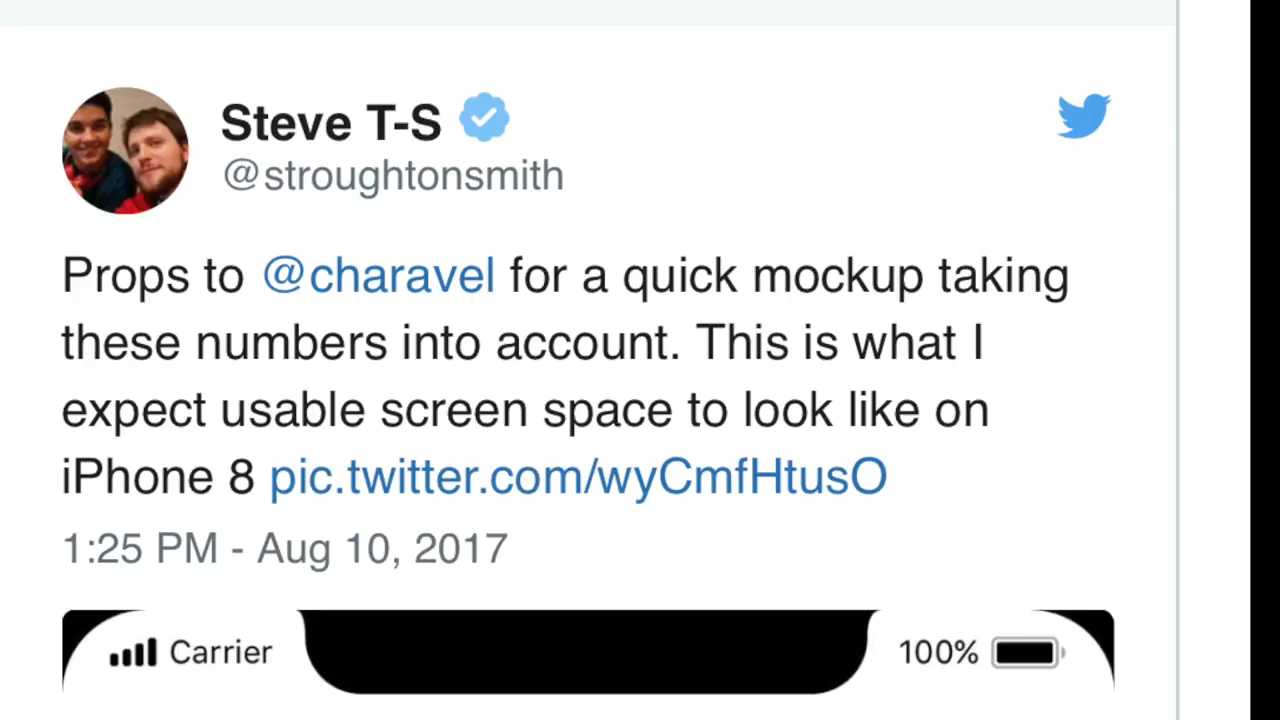 Steve T-S
@stroughtonsmith
Props to @charavel for a quick mockup taking
these numbers into account. This is what I
expect usable screen space to look like on
iPhone 8 pic.twitter.com/wyCmfHtusO
1:25 PM - Aug 10, 2017
Carrier 100%